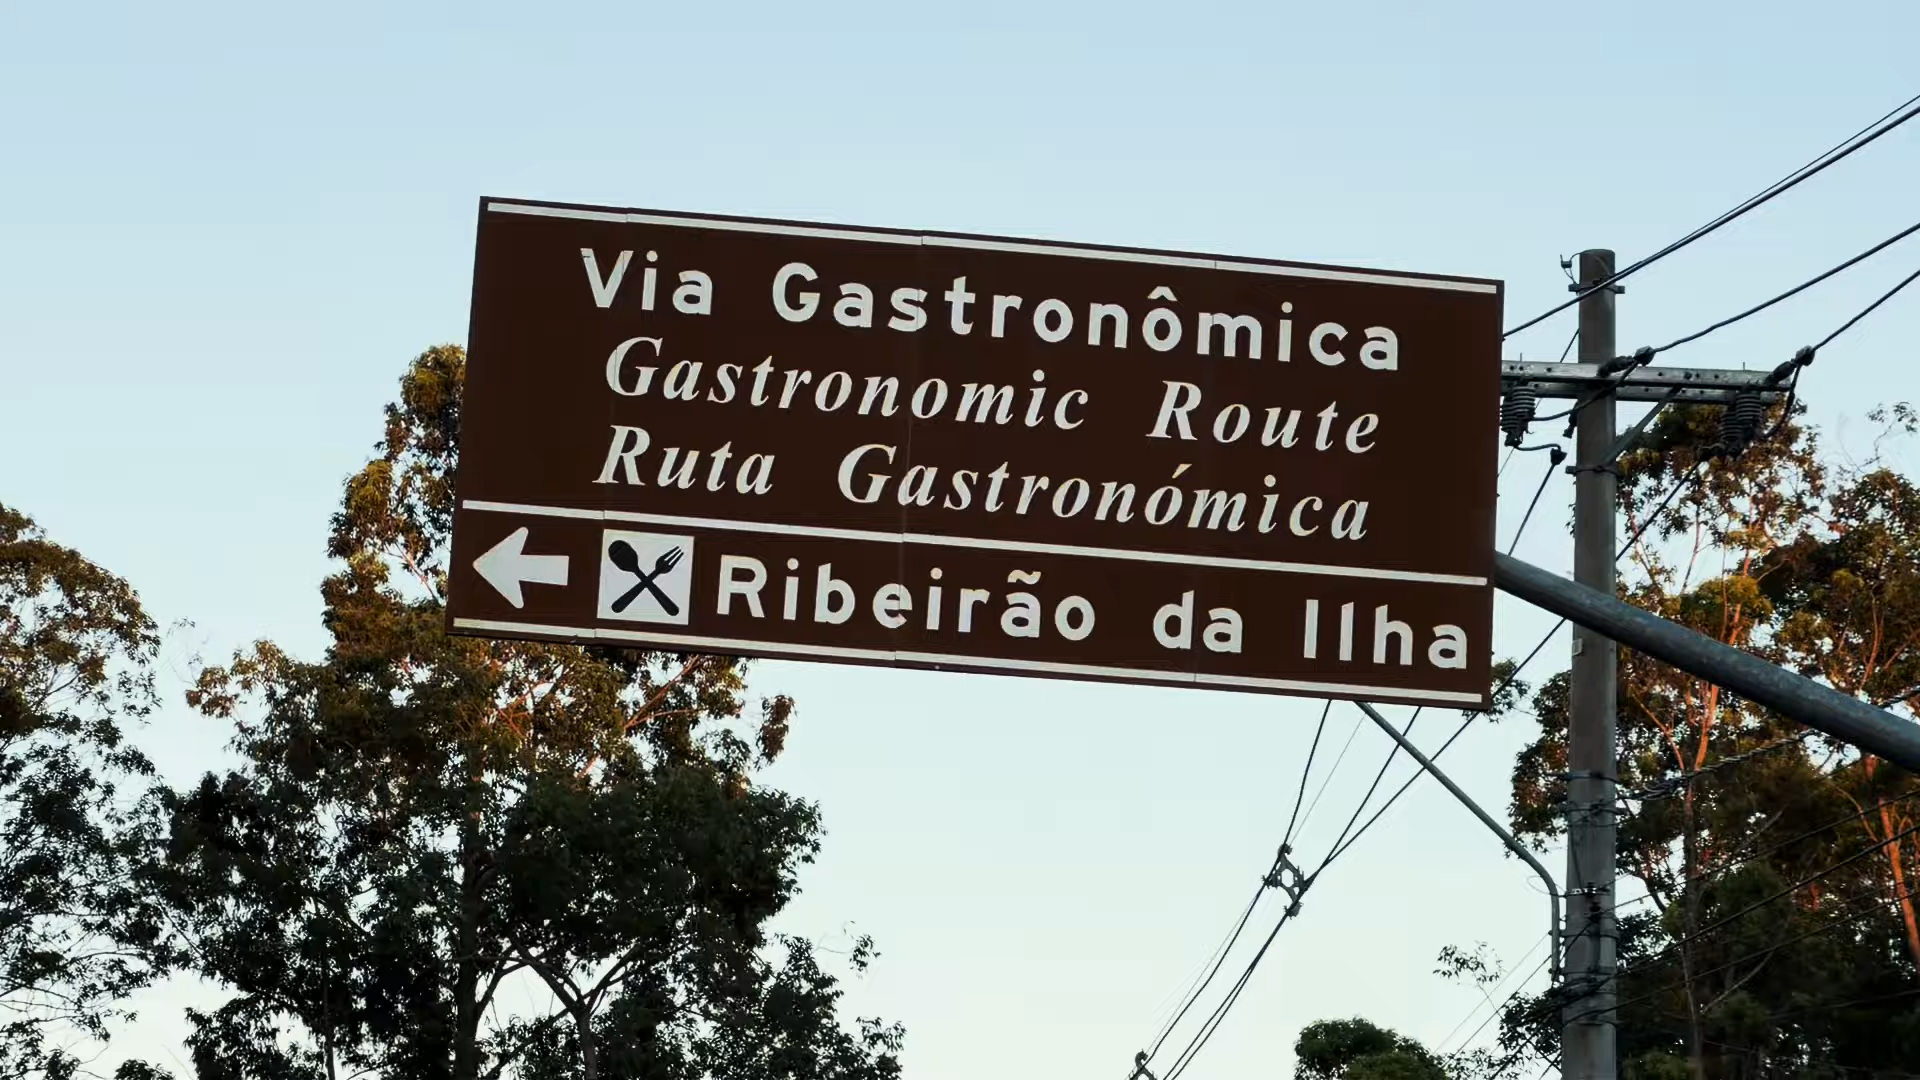 Via Gastronômica
Gastronomic Route
Ruta Gastronómica
Ribeirão da Ilha